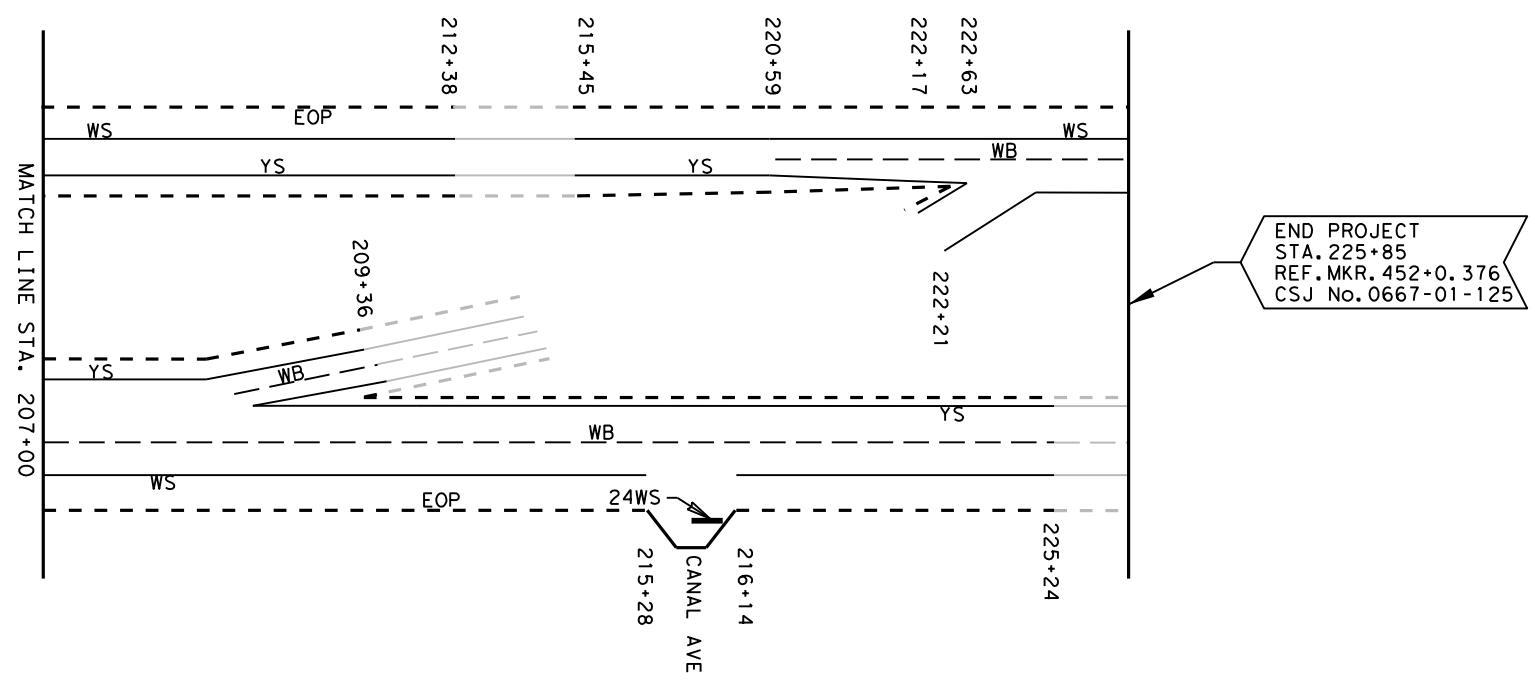 212+38
215+45
220+59
222+17
222+63
EOP
WS
WS
WB
YS
YS
MATCH LINE STA. 207+00
209+36
222+21
END PROJECT
STA.225+85
REF.MKR.452+0.376
CSJ No.0667-01-125
YS
WB
YS
WB
WS
EOP
24WS
215+28
CANAL AVE
216+14
225+24